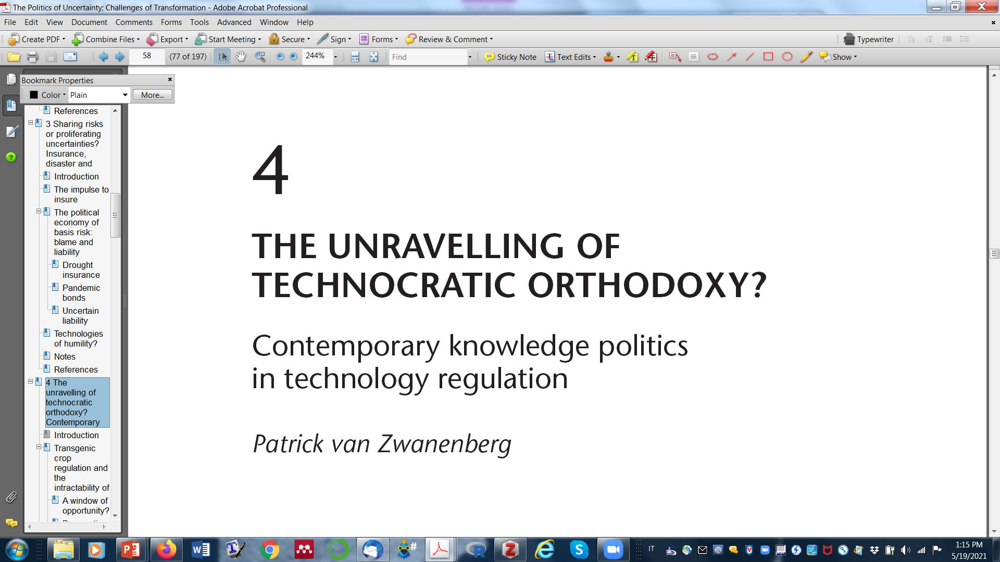 The Politics of Uncertainty; Challenges of Transformation - Adobe Acrobat Professional
File Edit View Document Comments Forms Tools Advanced Window Help
Create PDF Combine Files Export Start Meeting Secure Sign Forms Review & Comment Typewriter
58 (77 of 197) 244% Find Sticky Note Text Edits Show
Bookmark Properties
Color Plain More...
References
3 Sharing risks
or proliferating
uncertainties?
Insurance,
disaster and
Introduction
The impulse to
insure
The political
economy of
basis risk:
blame and
liability
Drought
insurance
Pandemic
bonds
Uncertain
liability
Technologies
of humility?
Notes
References
4 The
unravelling of
technocratic
orthodoxy?
Contemporary
Introduction
Transgenic
crop
regulation and
the
intractability of
A window of
opportunity?
4
THE UNRAVELLING OF
TECHNOCRATIC ORTHODOXY?
Contemporary knowledge politics
in technology regulation
Patrick van Zwanenberg
IT
1:15 PM
5/19/2021